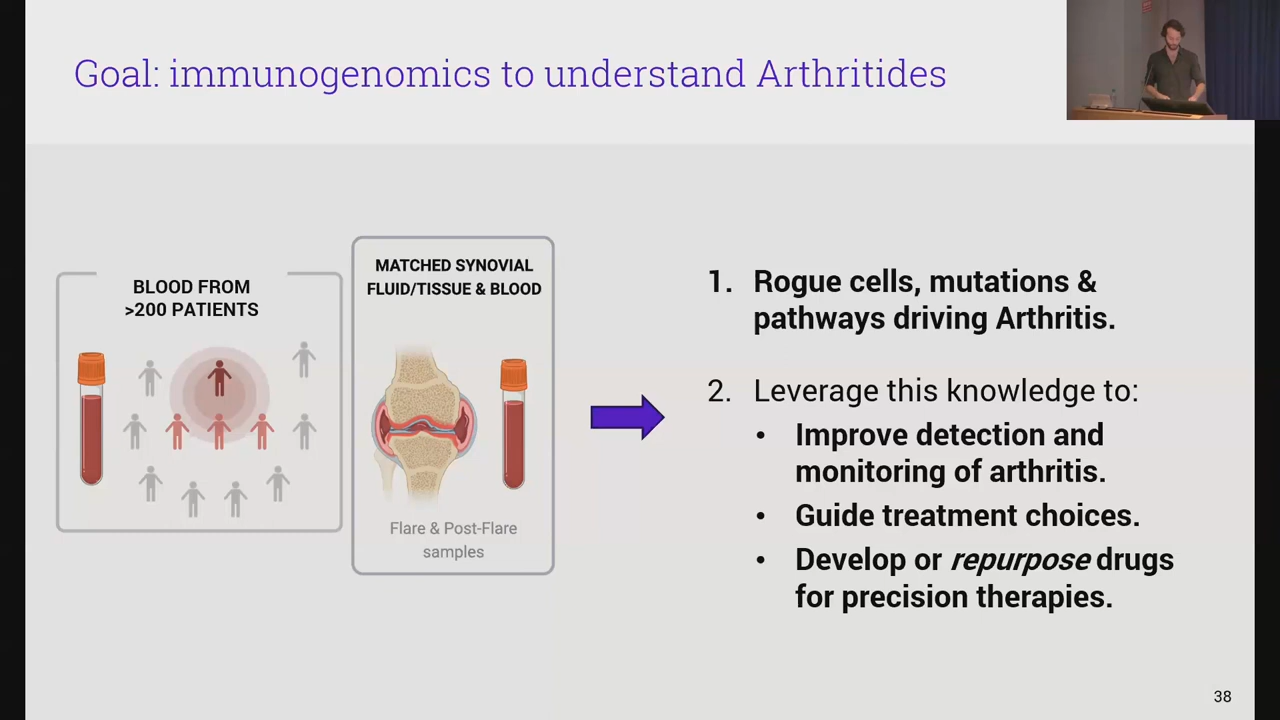 Goal: immunogenomics to understand Arthritides
BLOOD FROM
>200 PATIENTS
MATCHED SYNOVIAL
FLUID/TISSUE & BLOOD
Flare & Post-Flare
samples
1. Rogue cells, mutations &
pathways driving Arthritis.
2. Leverage this knowledge to:
• Improve detection and
monitoring of arthritis.
• Guide treatment choices.
• Develop or repurpose drugs
for precision therapies.
38